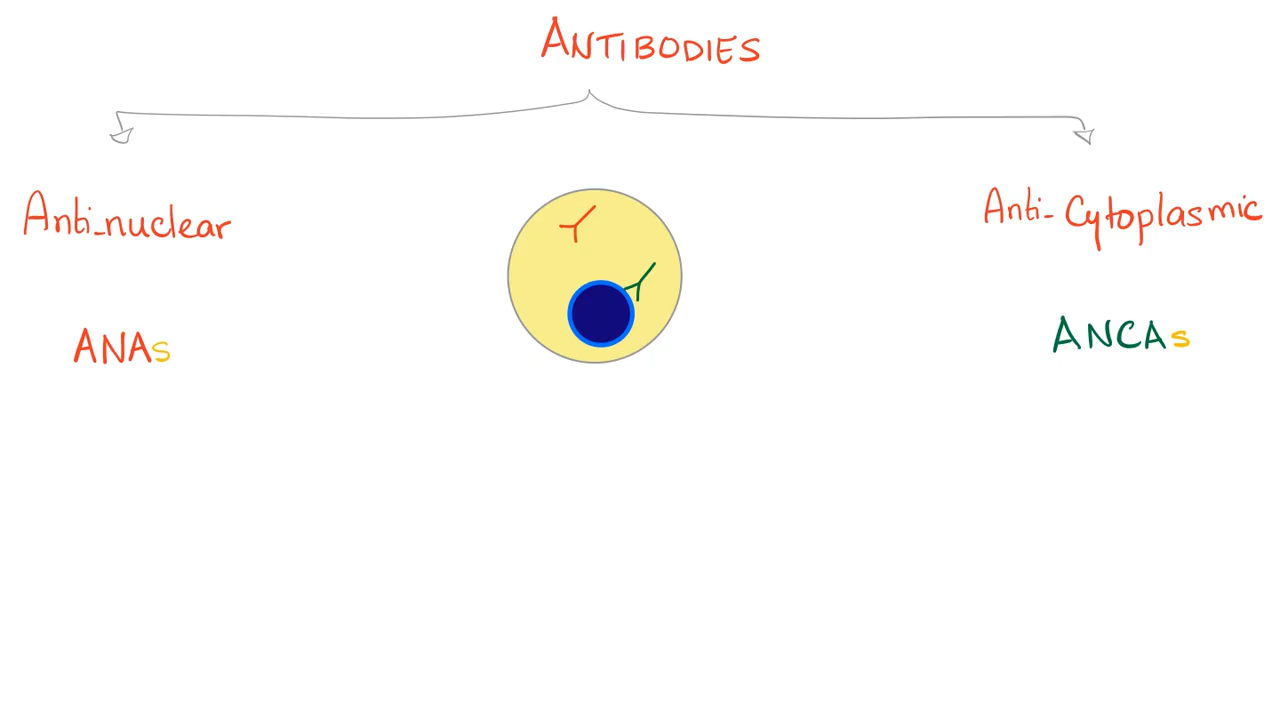 ANTIBODIES
Anti-nuclear
Anti-Cytoplasmic
ANAs
ANCAs